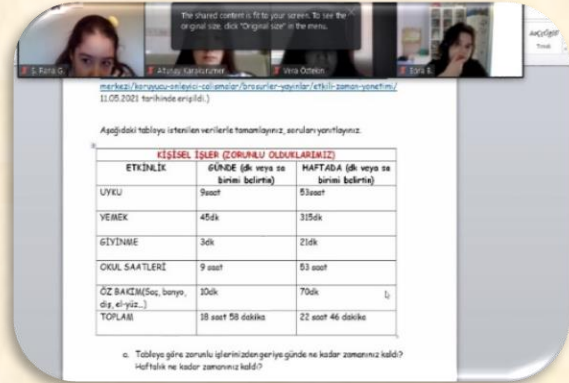 The shared content is fit to your screen. To see the
original size, click "Original size" in the menu.
Ş. Rana G.
Altunay Karakurumer
Vera Öztekin
merkezi/koruyucu-onleyici-calismalar/brosurler-yayinlar/etkili-zaman-yonetimi/
11.05.2021 tarihinde erişildi.)
Aşağıdaki tabloyu istenilen verilerle tamamlayınız, soruları yanıtlayınız.
KİŞİSEL İŞLER (ZORUNLU OLDUKLARIMIZ)
ETKİNLİK GÜNDE (dk veya sa birimi belirtin) HAFTADA (dk veya sa birimi belirtin)
UYKU 9saat 53saat
YEMEK 45dk 315dk
GİYİNME 3dk 21dk
OKUL SAATLERİ 9 saat 53 saat
ÖZ BAKIM(Saç, banyo, diş, el-yüz...) 10dk 70dk
TOPLAM 18 saat 58 dakika 22 saat 46 dakika
a. Tabloya göre zorunlu işlerinizden geriye günde ne kadar zamanınız kaldı?
Haftalık ne kadar zamanınız kaldı?